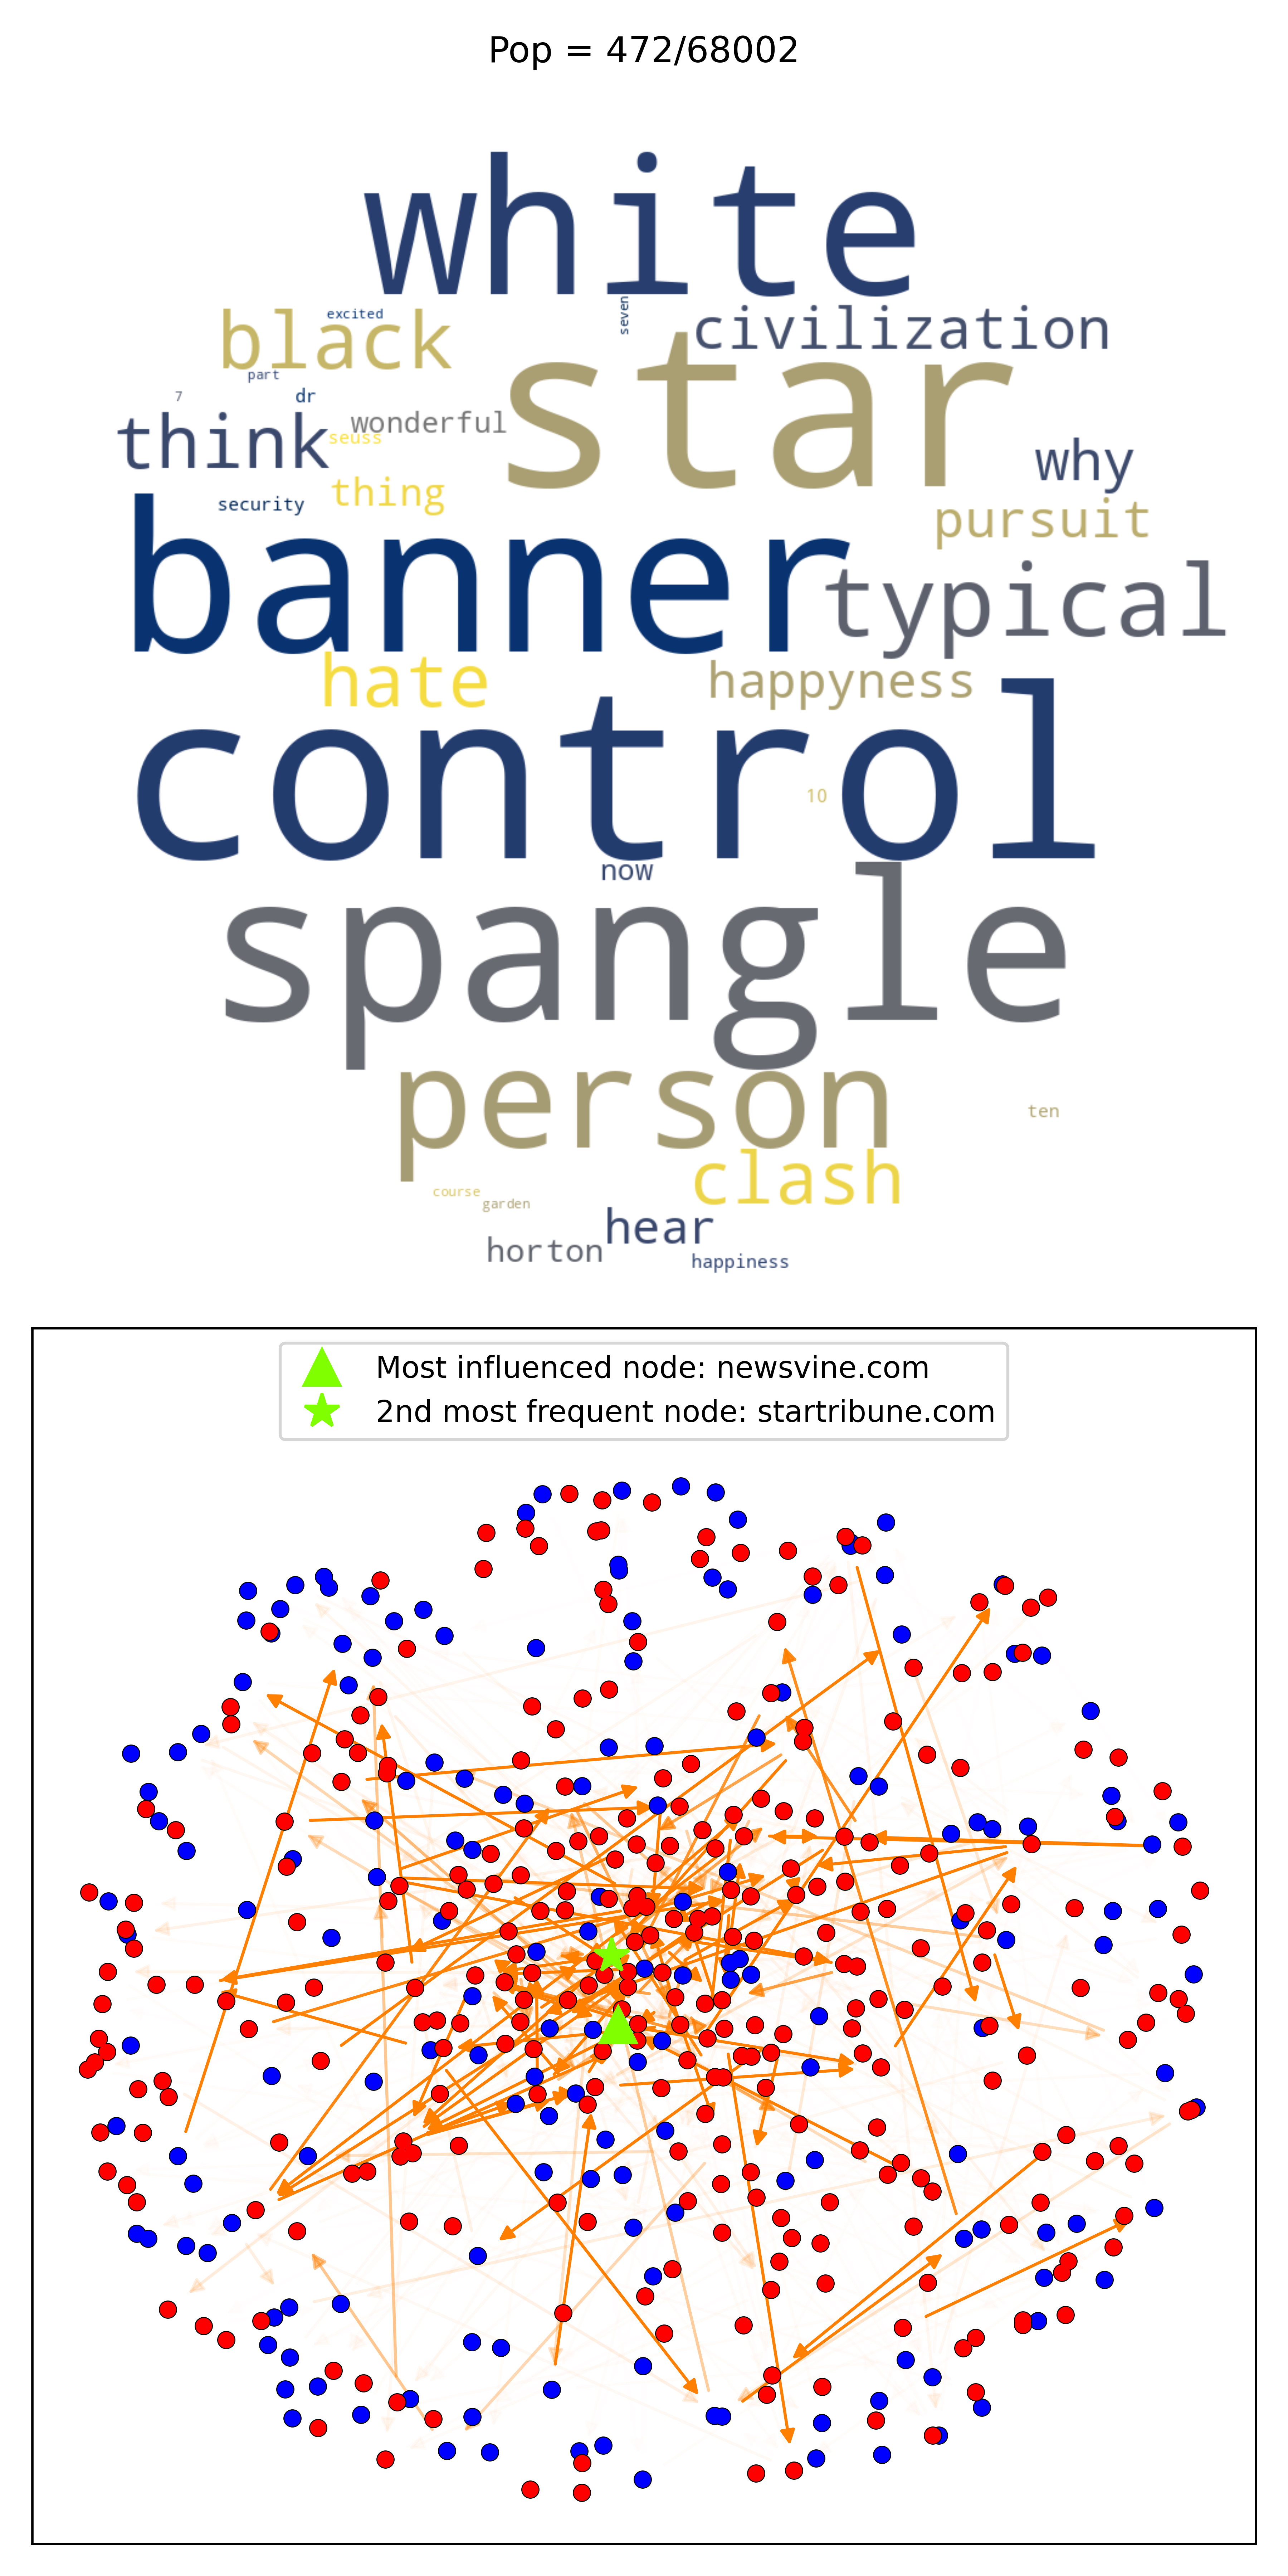 Pop = 472/68002
white
seven
black
excited
civilization
star
part
7
dr
think
wonderful
seuss
why
security
thing
pursuit
banner
typical
hate
happyness
control
10
now
spangle
person
ten
clash
course
garden
hear
horton
happiness
Most influenced node: newsvine.com
2nd most frequent node: startribune.com